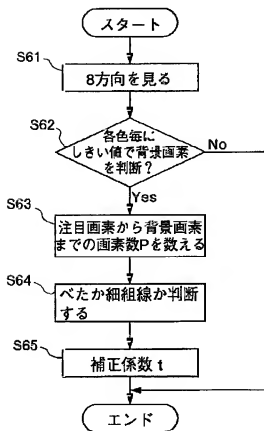 スタート
S61
8方向を見る
S62
各色毎に
しきい値で背景画素
を判断?
No
Yes
S63
注目画素から背景画素
までの画素数Pを数える
S64
べたか細組線か判断
する
S65
補正係数 t
エンド